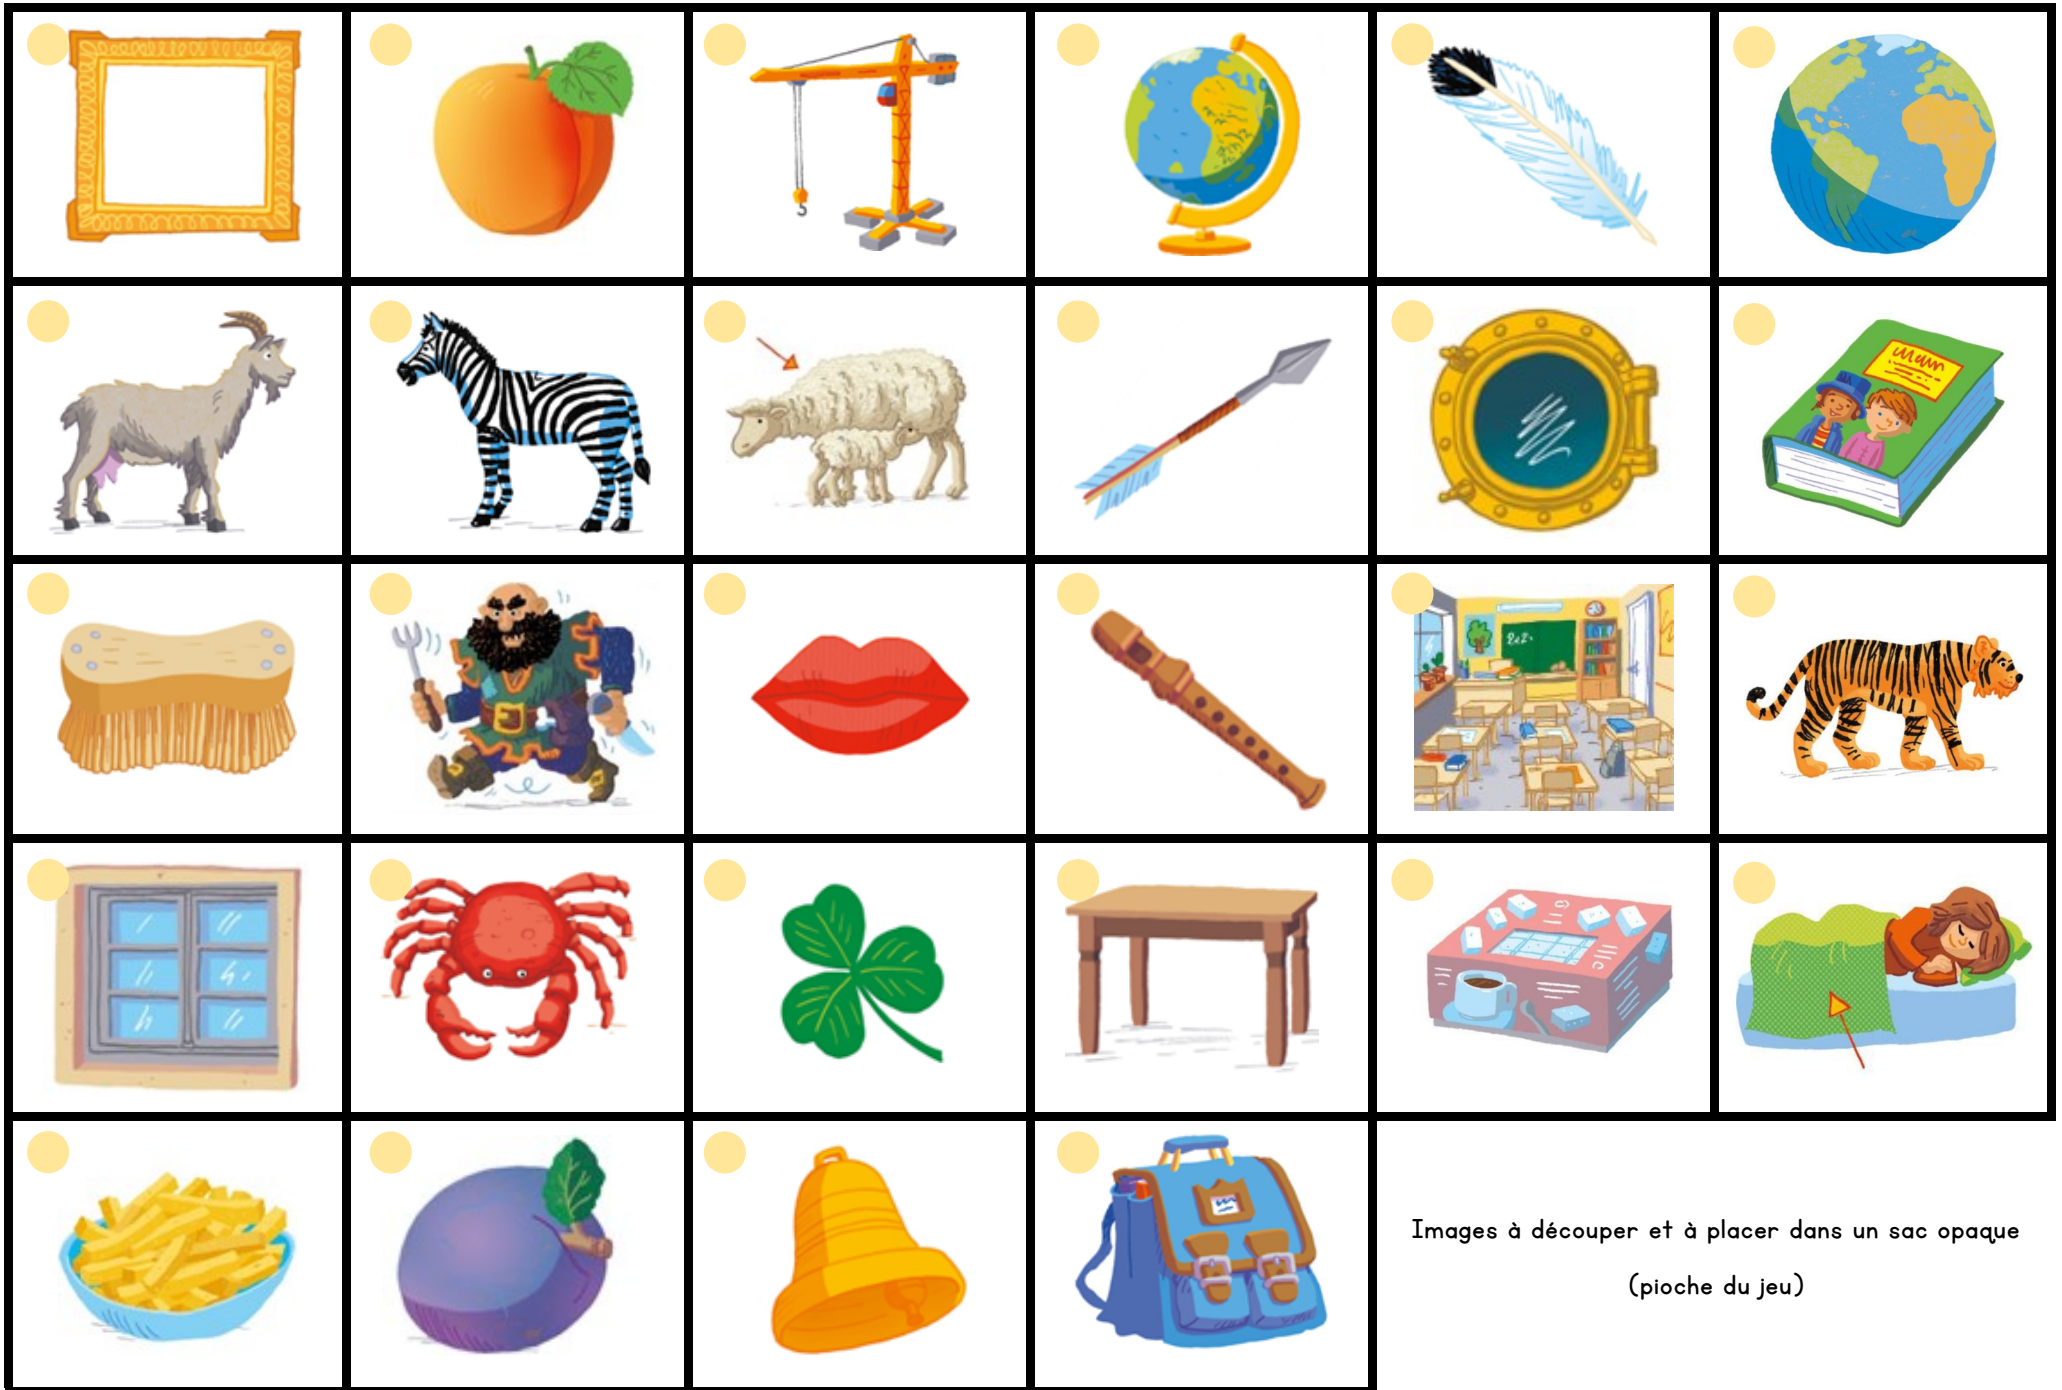 Images à découper et à placer dans un sac opaque
(pioche du jeu)